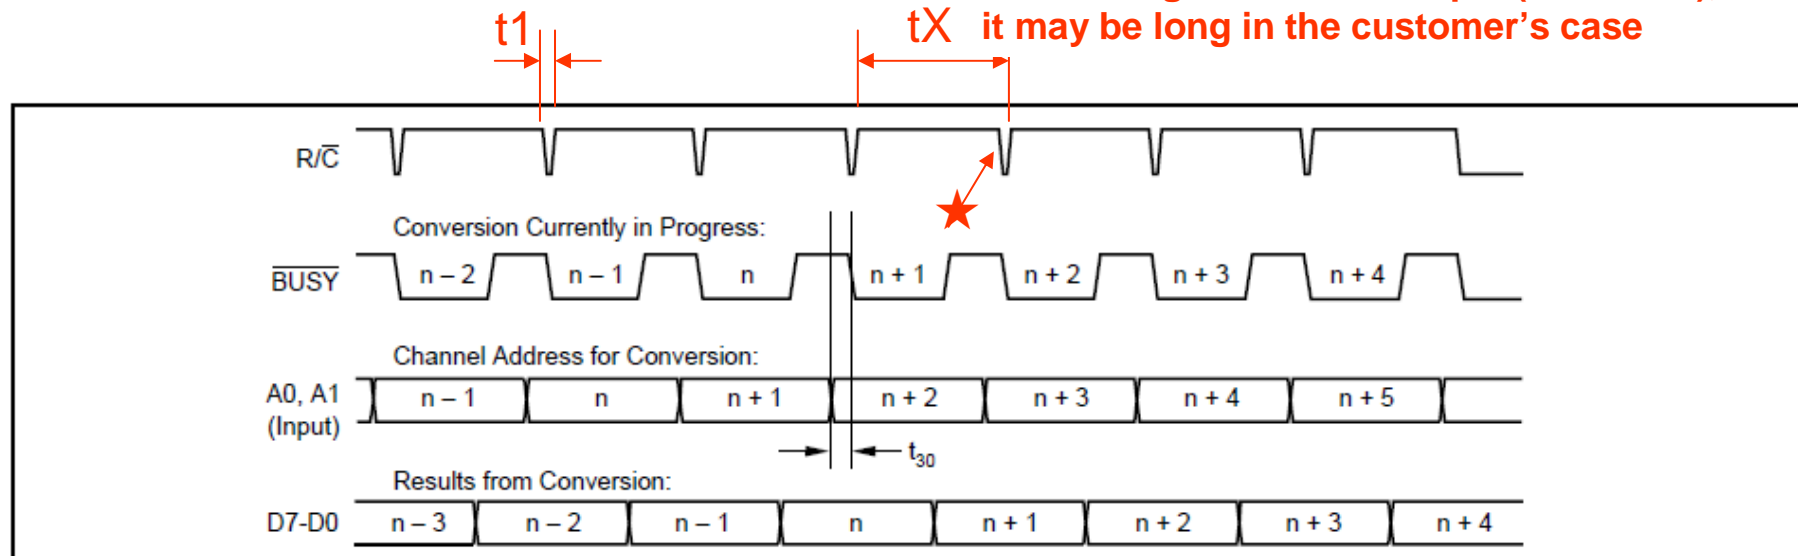 t1
tX it may be long in the customer's case
R/C̅
Conversion Currently in Progress:
B̅U̅S̅Y̅ n – 2 n – 1 n n + 1 n + 2 n + 3 n + 4
Channel Address for Conversion:
A0, A1 n – 1 n n + 1 n + 2 n + 3 n + 4 n + 5
(Input)
t30
Results from Conversion:
D7-D0 n – 3 n – 2 n – 1 n n + 1 n + 2 n + 3 n + 4